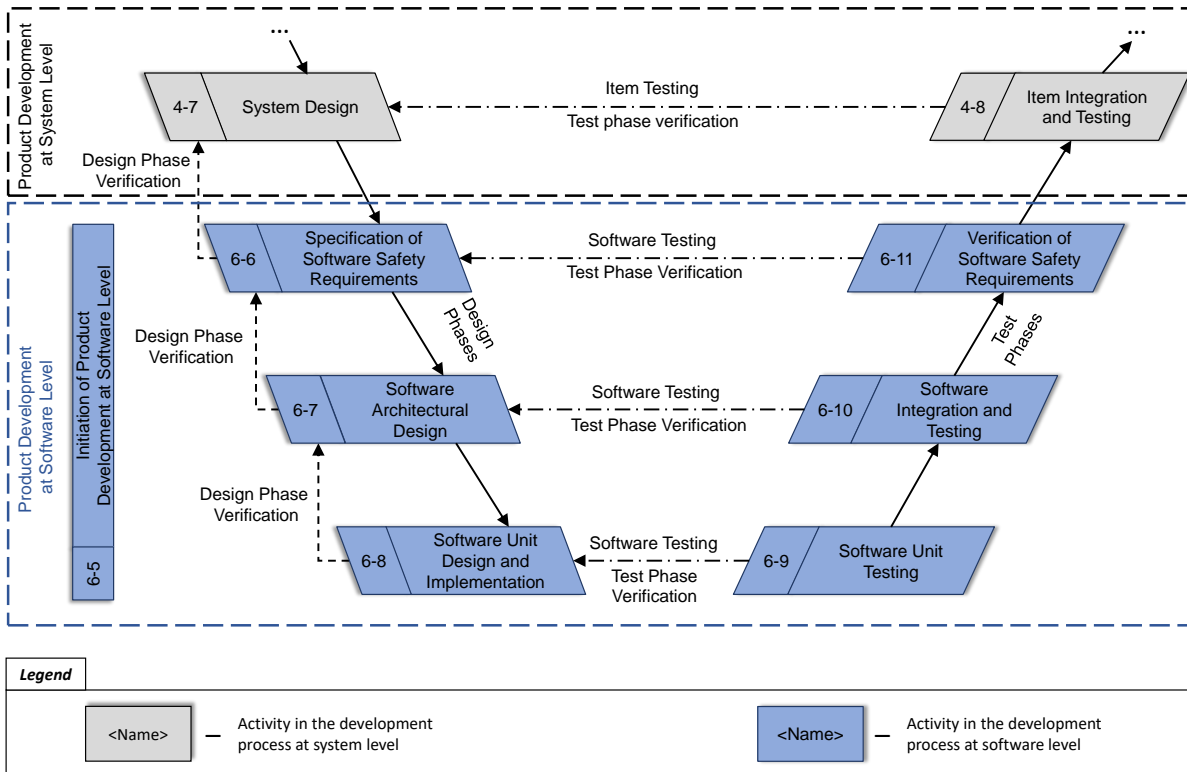 ...
...
Product Development
at System Level
4-7
System Design
Item Testing
Test phase verification
4-8
Item Integration
and Testing
Design Phase
Verification
Product Development
at Software Level
Initiation of Product
Development at Software Level
6-5
6-6
Specification of
Software Safety
Requirements
Software Testing
Test Phase Verification
6-11
Verification of
Software Safety
Requirements
Design
Phases
Test
Phases
Design Phase
Verification
6-7
Software
Architectural
Design
Software Testing
Test Phase Verification
6-10
Software
Integration and
Testing
Design Phase
Verification
6-8
Software Unit
Design and
Implementation
Software Testing
Test Phase
Verification
6-9
Software Unit
Testing
Legend
<Name>
– Activity in the development
process at system level
<Name>
– Activity in the development
process at software level